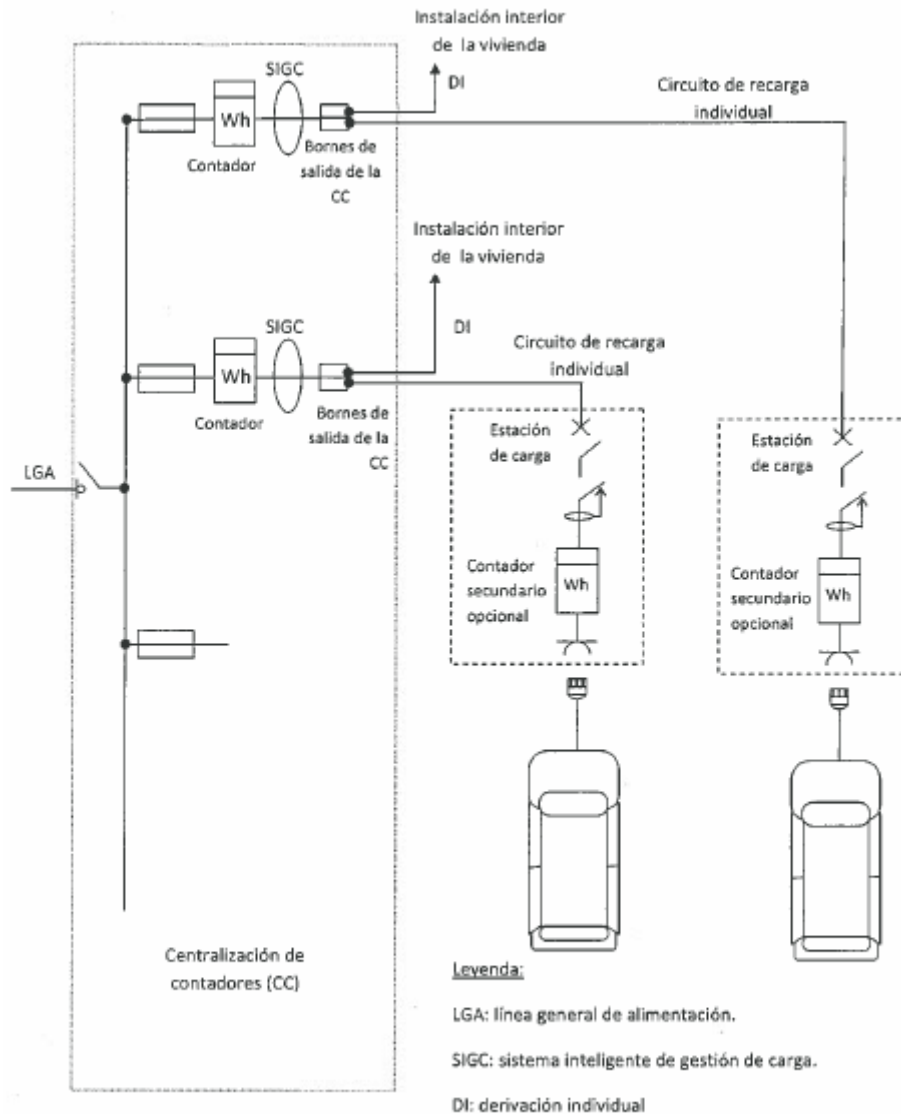 Instalación interior
de la vivienda
SIGC
DI
Circuito de recarga
individual
Wh
Contador
Bornes de
salida de la
CC
Instalación interior
de la vivienda
SIGC
DI
Circuito de recarga
individual
Wh
Contador
Bornes de
salida de la
CC
Estación
de carga
Estación
de carga
LGA
Contador
secundario
opcional
Wh
Contador
secundario
opcional
Wh
Centralización de
contadores (CC)
Leyenda:
LGA: línea general de alimentación.
SIGC: sistema inteligente de gestión de carga.
DI: derivación individual